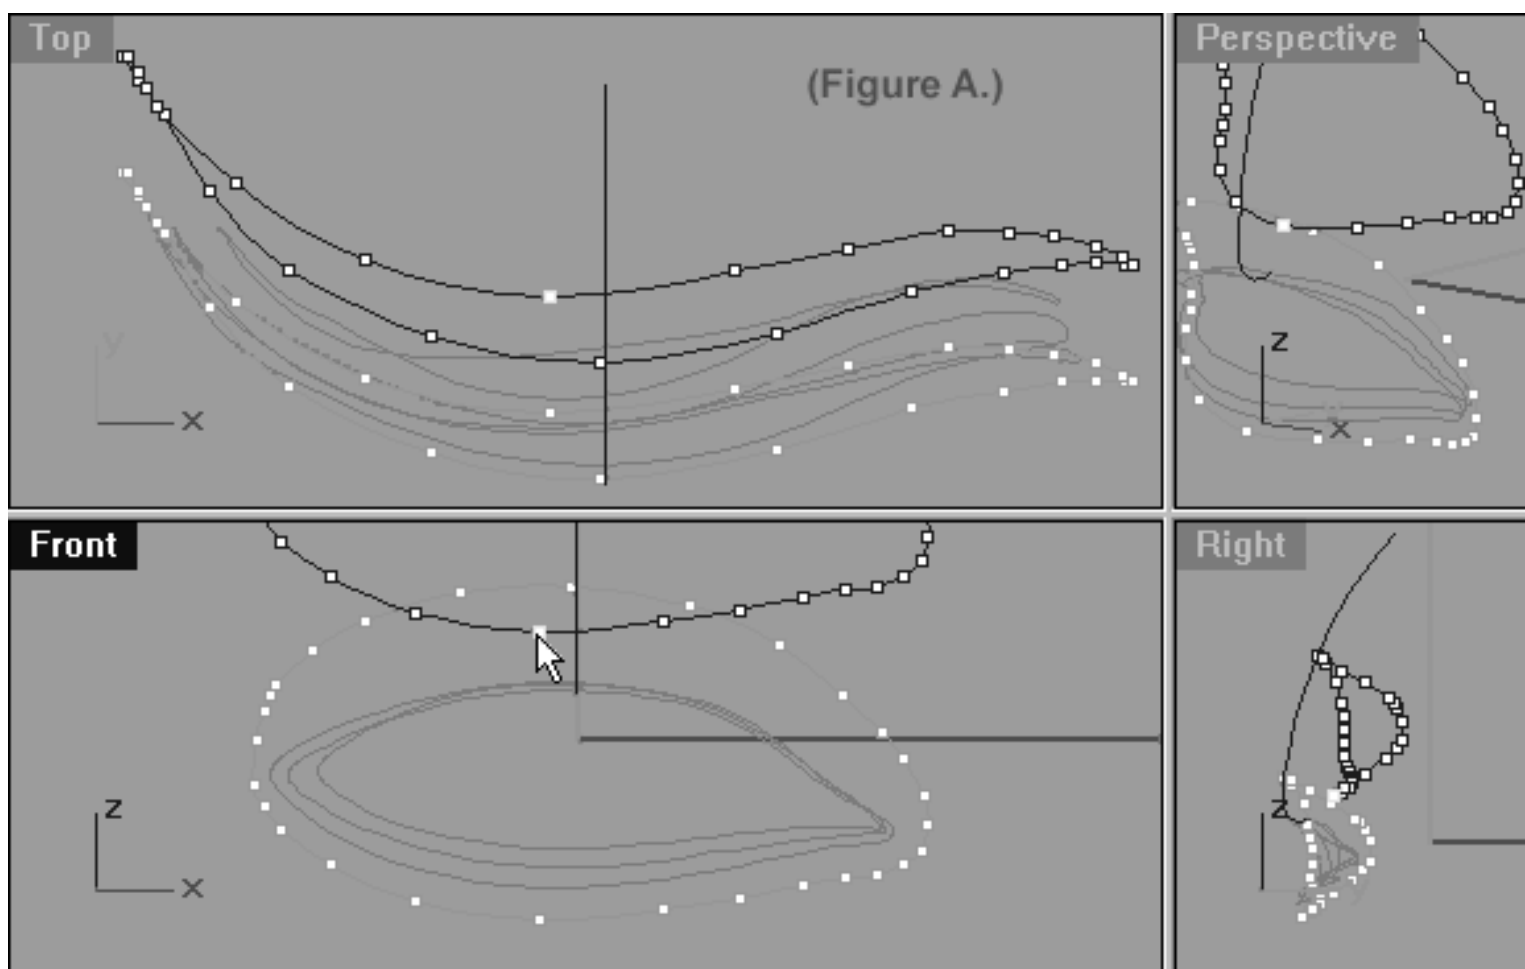 Top
(Figure A.)
y
x
Perspective
z
x
Front
z
x
Right
z
x